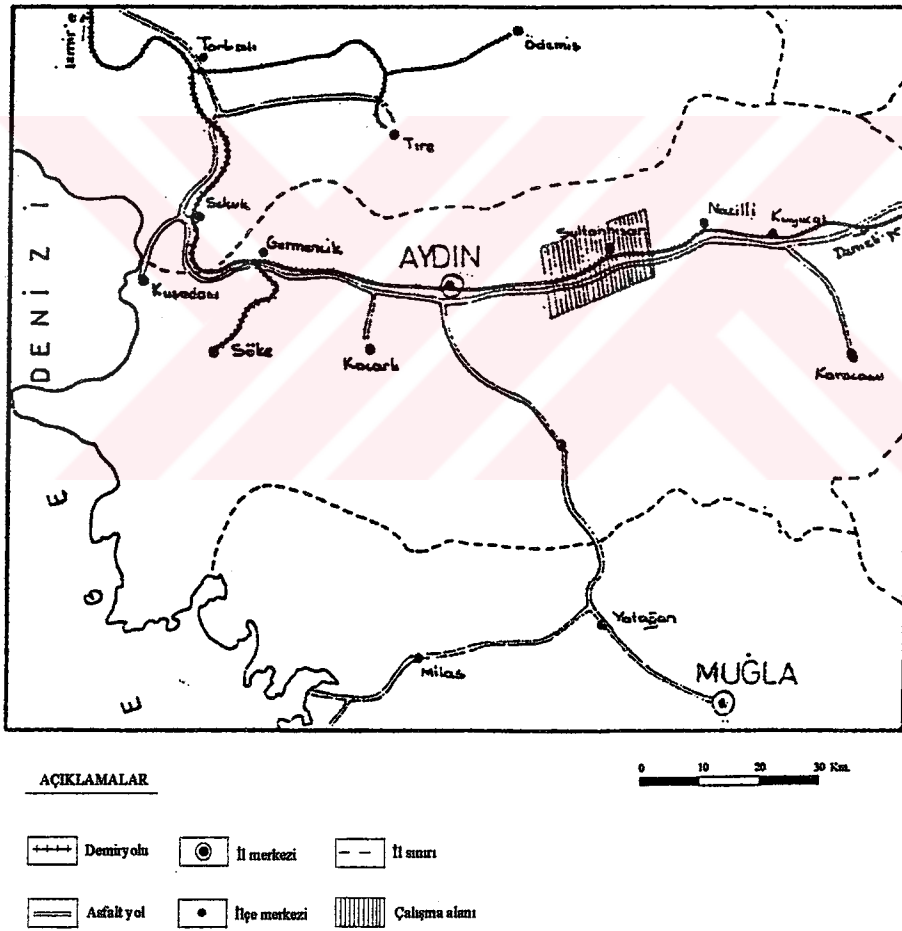 İzmir'e
Torbalı
Ödemiş
Tire
Selçuk
Germencik
AYDIN
Sultanhisar
Nazilli
Kuyucak
Kuşadası
Söke
Koçarlı
Karacasu
EGE DENİZİ
Yatağan
Milas
MUĞLA
AÇIKLAMALAR
0 10 20 30 Km.
Demiryolu
İl merkezi
İl sınırı
Asfalt yol
İlçe merkezi
Çalışma alanı